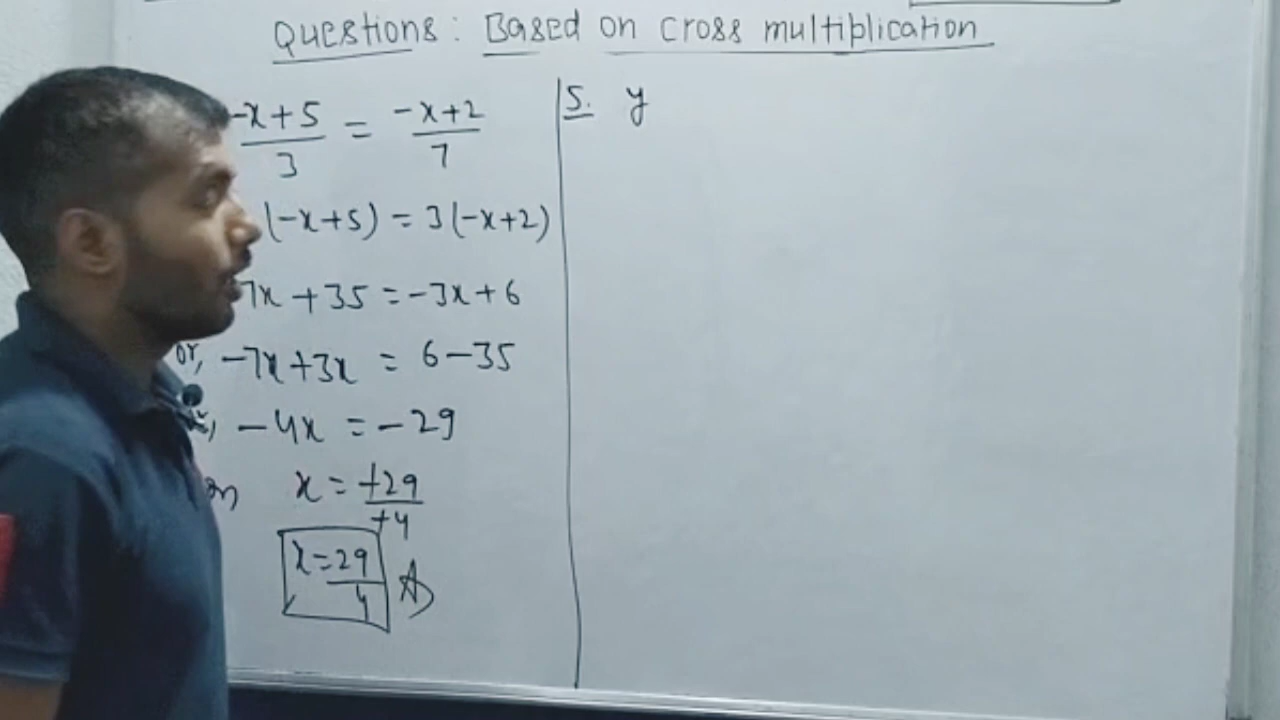 Questions: Based on cross multiplication
-x+5/3 = -x+2/7
(-x+5) = 3(-x+2)
7x+35 = -3x+6
or, -7x+3x = 6-35
-4x = -29
x = +29/+4
x = 29/4
5. y